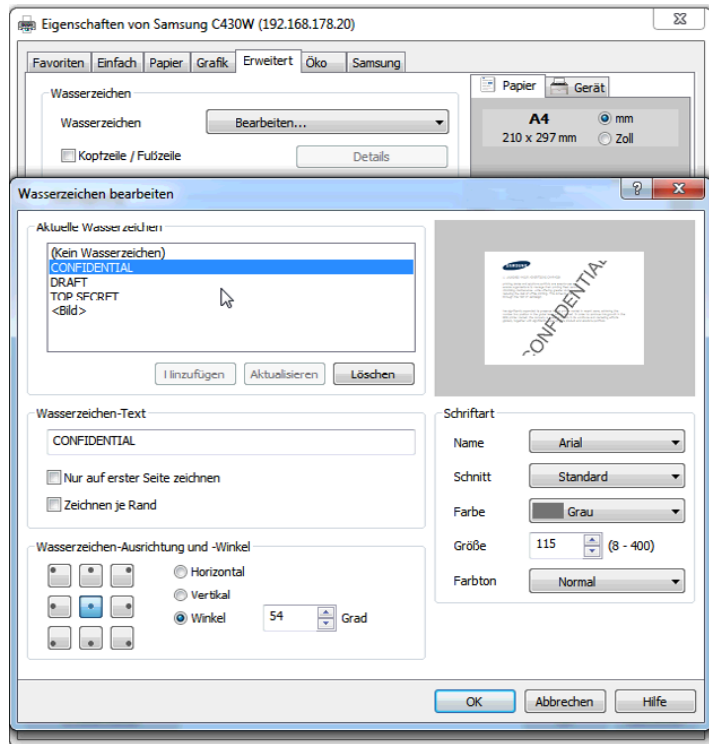 Eigenschaften von Samsung C430W (192.168.178.20)
Favoriten Einfach Papier Grafik Erweitert Öko Samsung
Papier Gerät
Wasserzeichen
Wasserzeichen Bearbeiten...
Kopfzeile / Fußzeile Details
A4 mm
210 x 297 mm Zoll
Wasserzeichen bearbeiten
Aktuelle Wasserzeichen
(Kein Wasserzeichen)
CONFIDENTIAL
DRAFT
TOP SECRET
<Bild>
Hinzufügen Aktualisieren Löschen
SAMSUNG
CONFIDENTIAL
Wasserzeichen-Text
CONFIDENTIAL
Nur auf erster Seite zeichnen
Zeichnen je Rand
Schriftart
Name Arial
Schnitt Standard
Farbe Grau
Größe 115 (8 - 400)
Farbton Normal
Wasserzeichen-Ausrichtung und -Winkel
Horizontal
Vertikal
Winkel 54 Grad
OK Abbrechen Hilfe